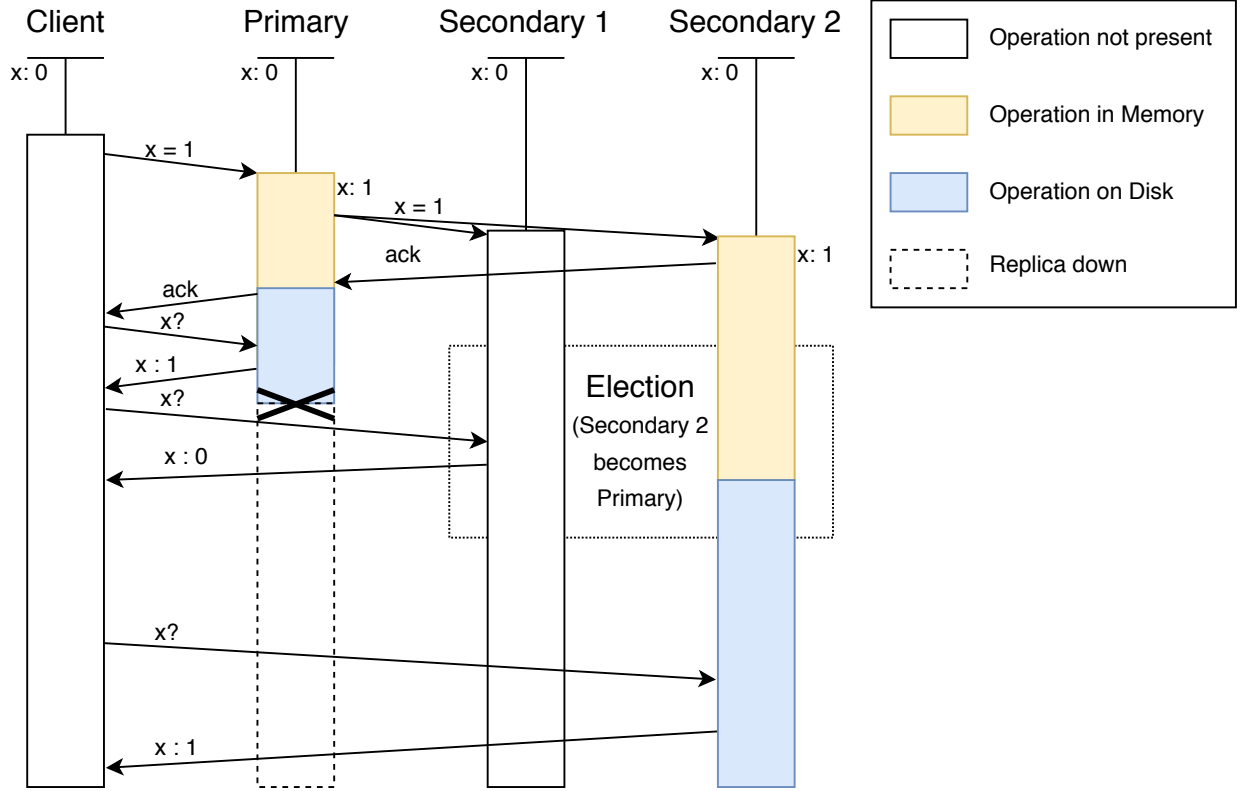 Client
Primary
Secondary 1
Secondary 2
x: 0
x: 0
x: 0
x: 0
Operation not present
Operation in Memory
Operation on Disk
Replica down
x = 1
x: 1
x = 1
x: 1
ack
ack
x?
x : 1
x?
x : 0
Election
(Secondary 2
becomes
Primary)
x?
x : 1